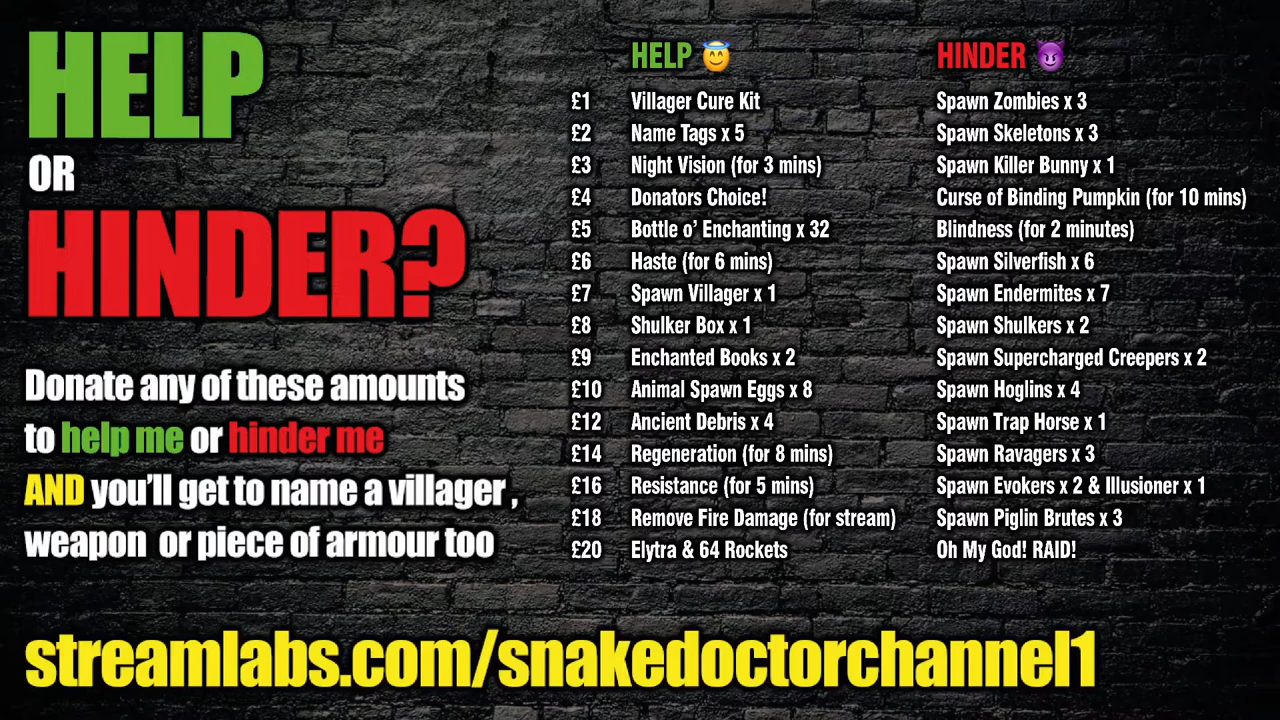 HELP
OR
HINDER?
Donate any of these amounts
to help me or hinder me
AND you'll get to name a villager ,
weapon or piece of armour too
HELP 😇 HINDER 😈
£1 Villager Cure Kit Spawn Zombies x 3
£2 Name Tags x 5 Spawn Skeletons x 3
£3 Night Vision (for 3 mins) Spawn Killer Bunny x 1
£4 Donators Choice! Curse of Binding Pumpkin (for 10 mins)
£5 Bottle o' Enchanting x 32 Blindness (for 2 minutes)
£6 Haste (for 6 mins) Spawn Silverfish x 6
£7 Spawn Villager x 1 Spawn Endermites x 7
£8 Shulker Box x 1 Spawn Shulkers x 2
£9 Enchanted Books x 2 Spawn Supercharged Creepers x 2
£10 Animal Spawn Eggs x 8 Spawn Hoglins x 4
£12 Ancient Debris x 4 Spawn Trap Horse x 1
£14 Regeneration (for 8 mins) Spawn Ravagers x 3
£16 Resistance (for 5 mins) Spawn Evokers x 2 & Illusioner x 1
£18 Remove Fire Damage (for stream) Spawn Piglin Brutes x 3
£20 Elytra & 64 Rockets Oh My God! RAID!
streamlabs.com/snakedoctorchannel1